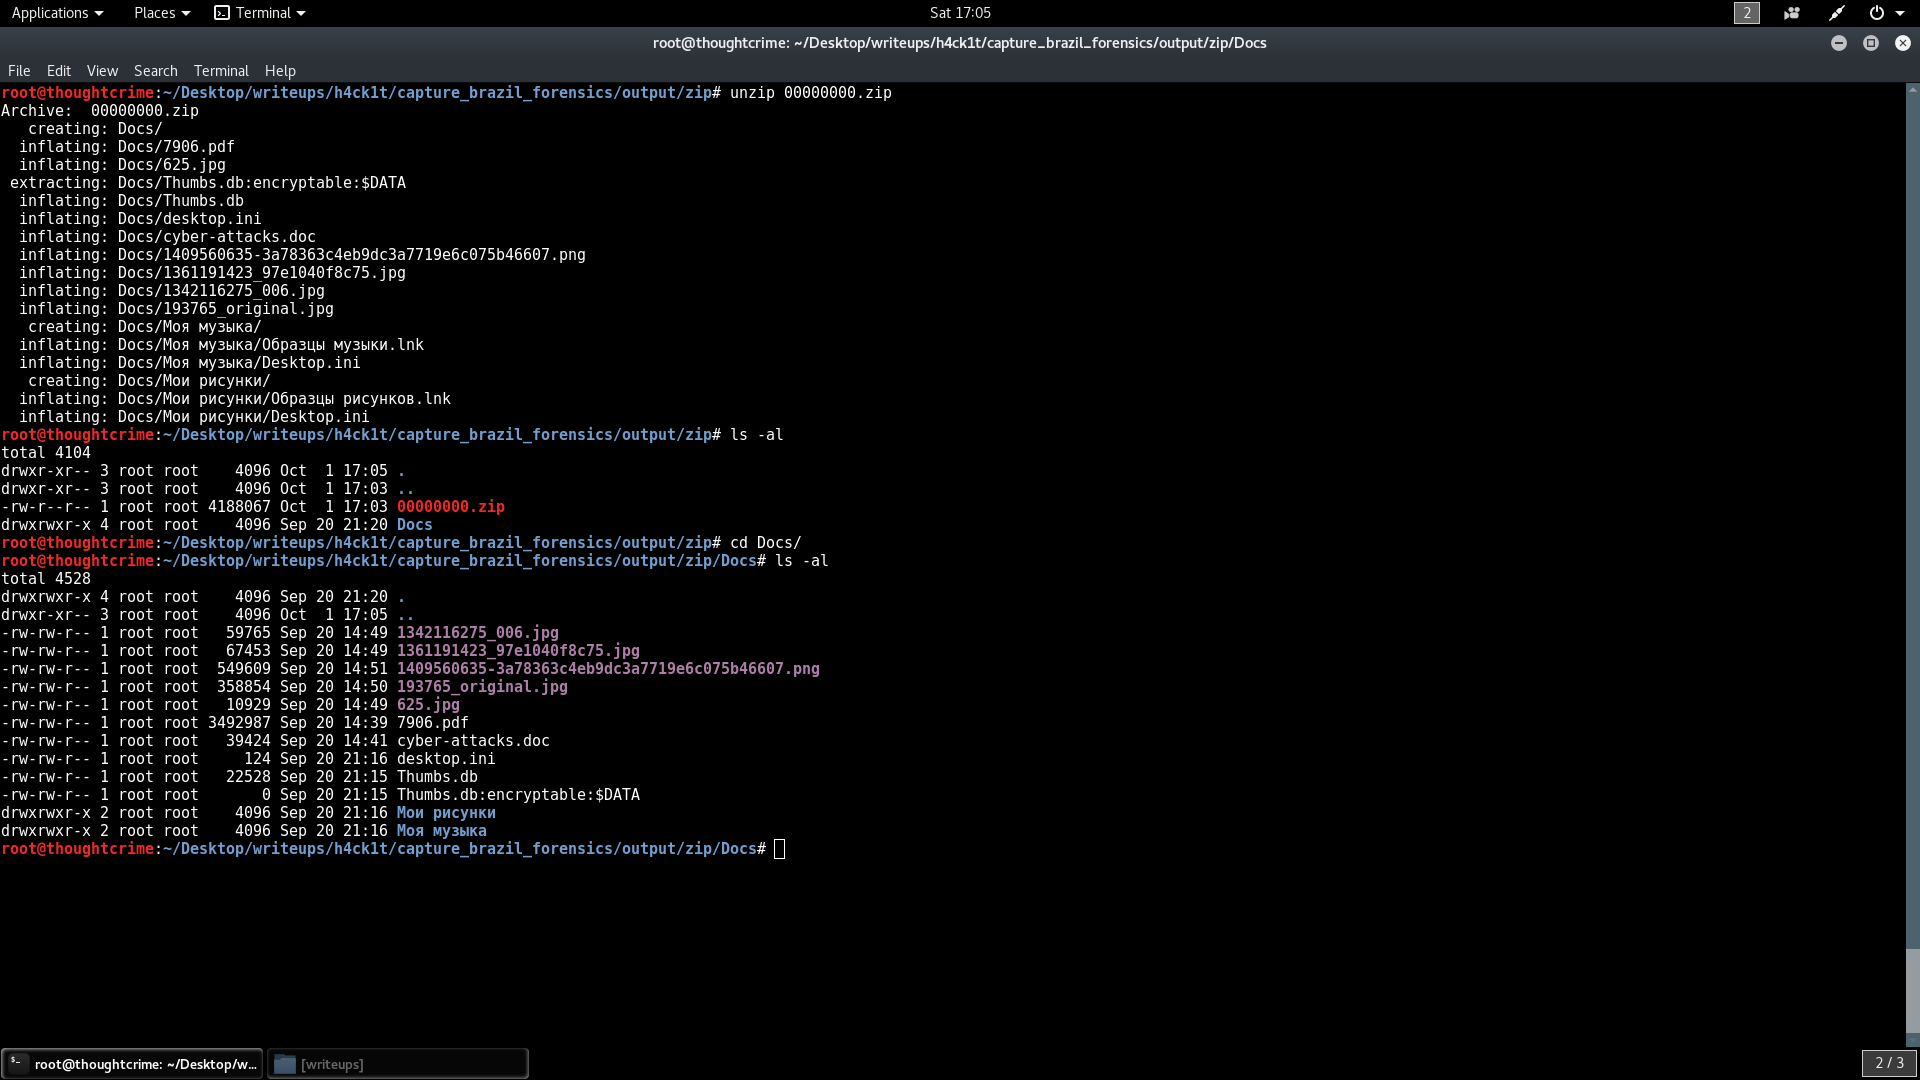 Applications Places Terminal Sat 17:05 2
root@thoughtcrime: ~/Desktop/writeups/h4ck1t/capture_brazil_forensics/output/zip/Docs
File Edit View Search Terminal Help
root@thoughtcrime:~/Desktop/writeups/h4ck1t/capture_brazil_forensics/output/zip# unzip 00000000.zip
Archive:  00000000.zip
   creating: Docs/
  inflating: Docs/7906.pdf
  inflating: Docs/625.jpg
 extracting: Docs/Thumbs.db:encryptable:$DATA
  inflating: Docs/Thumbs.db
  inflating: Docs/desktop.ini
  inflating: Docs/cyber-attacks.doc
  inflating: Docs/1409560635-3a78363c4eb9dc3a7719e6c075b46607.png
  inflating: Docs/1361191423_97e1040f8c75.jpg
  inflating: Docs/1342116275_006.jpg
  inflating: Docs/193765_original.jpg
   creating: Docs/Моя музыка/
  inflating: Docs/Моя музыка/Образцы музыки.lnk
  inflating: Docs/Моя музыка/Desktop.ini
   creating: Docs/Мои рисунки/
  inflating: Docs/Мои рисунки/Образцы рисунков.lnk
  inflating: Docs/Мои рисунки/Desktop.ini
root@thoughtcrime:~/Desktop/writeups/h4ck1t/capture_brazil_forensics/output/zip# ls -al
total 4104
drwxr-xr-- 3 root root    4096 Oct  1 17:05 .
drwxr-xr-- 3 root root    4096 Oct  1 17:03 ..
-rw-r--r-- 1 root root 4188067 Oct  1 17:03 00000000.zip
drwxrwxr-x 4 root root    4096 Sep 20 21:20 Docs
root@thoughtcrime:~/Desktop/writeups/h4ck1t/capture_brazil_forensics/output/zip# cd Docs/
root@thoughtcrime:~/Desktop/writeups/h4ck1t/capture_brazil_forensics/output/zip/Docs# ls -al
total 4528
drwxrwxr-x 4 root root    4096 Sep 20 21:20 .
drwxr-xr-- 3 root root    4096 Oct  1 17:05 ..
-rw-rw-r-- 1 root root   59765 Sep 20 14:49 1342116275_006.jpg
-rw-rw-r-- 1 root root   67453 Sep 20 14:49 1361191423_97e1040f8c75.jpg
-rw-rw-r-- 1 root root  549609 Sep 20 14:51 1409560635-3a78363c4eb9dc3a7719e6c075b46607.png
-rw-rw-r-- 1 root root  358854 Sep 20 14:50 193765_original.jpg
-rw-rw-r-- 1 root root   10929 Sep 20 14:49 625.jpg
-rw-rw-r-- 1 root root 3492987 Sep 20 14:39 7906.pdf
-rw-rw-r-- 1 root root   39424 Sep 20 14:41 cyber-attacks.doc
-rw-rw-r-- 1 root root     124 Sep 20 21:16 desktop.ini
-rw-rw-r-- 1 root root   22528 Sep 20 21:15 Thumbs.db
-rw-rw-r-- 1 root root       0 Sep 20 21:15 Thumbs.db:encryptable:$DATA
drwxrwxr-x 2 root root    4096 Sep 20 21:16 Мои рисунки
drwxrwxr-x 2 root root    4096 Sep 20 21:16 Моя музыка
root@thoughtcrime:~/Desktop/writeups/h4ck1t/capture_brazil_forensics/output/zip/Docs#
root@thoughtcrime: ~/Desktop/w... [writeups] 2 / 3